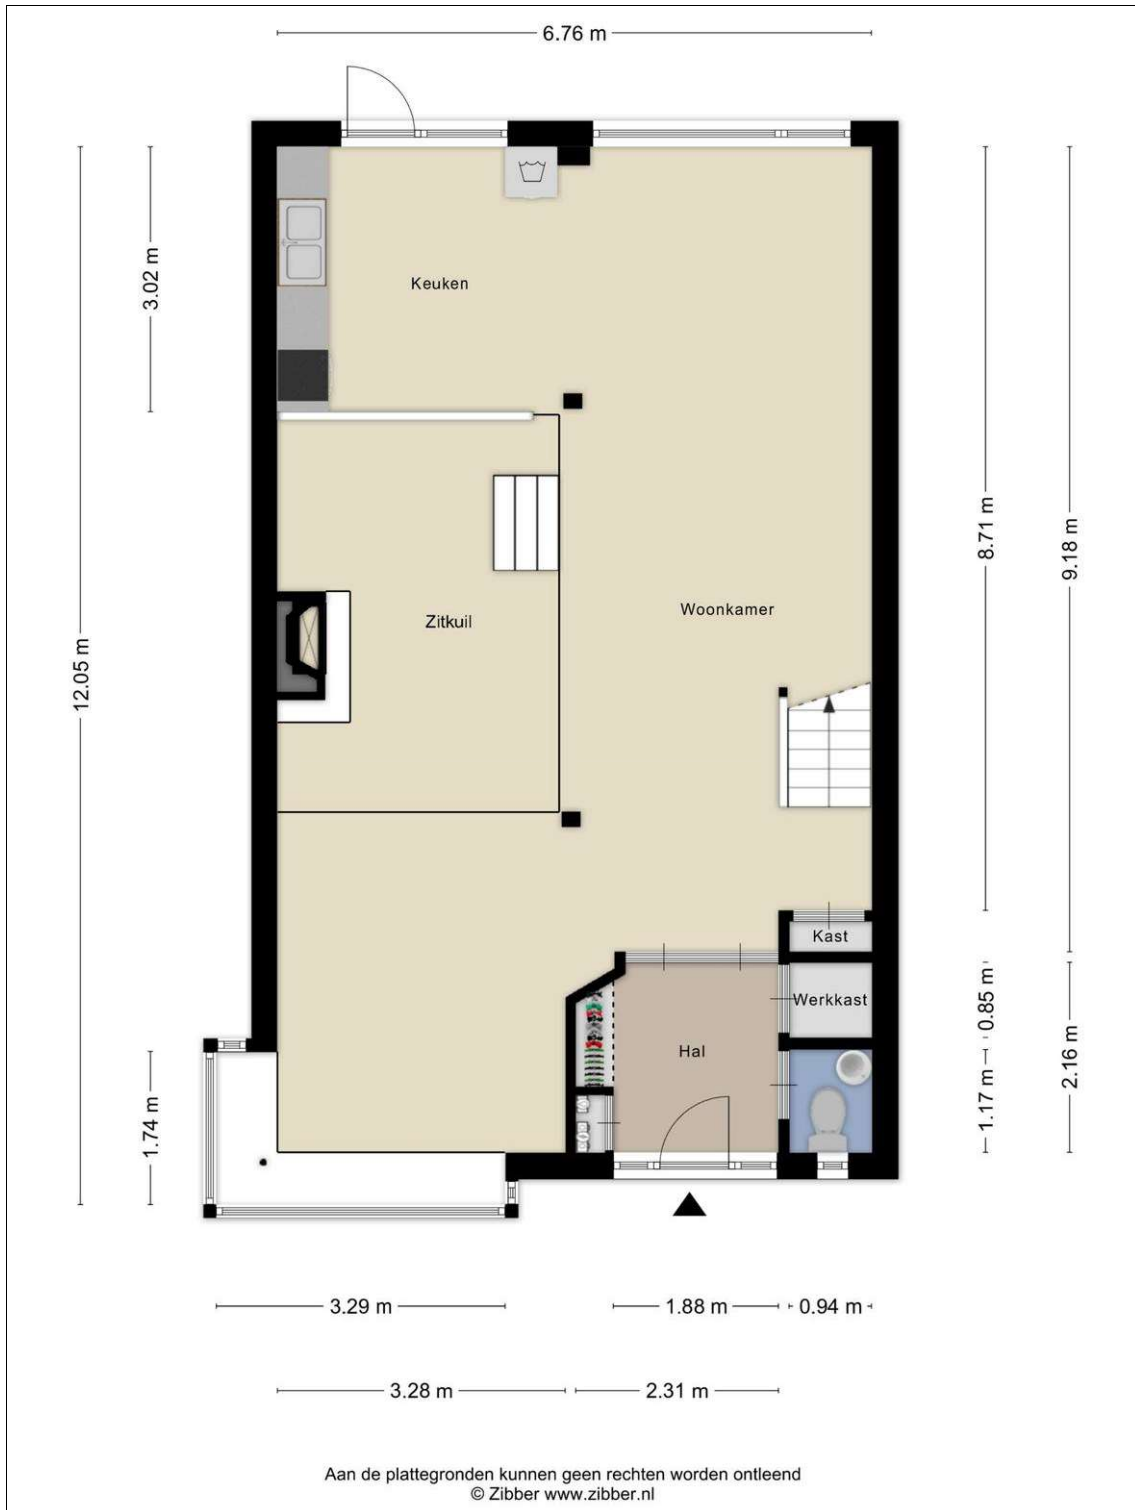 6.76 m
3.02 m
Keuken
8.71 m
9.18 m
Woonkamer
Zitkuil
12.05 m
Kast
Werkkast
0.85 m
Hal
2.16 m
1.17 m
1.74 m
3.29 m
1.88 m
0.94 m
3.28 m
2.31 m
Aan de plattegronden kunnen geen rechten worden ontleend
© Zibber www.zibber.nl